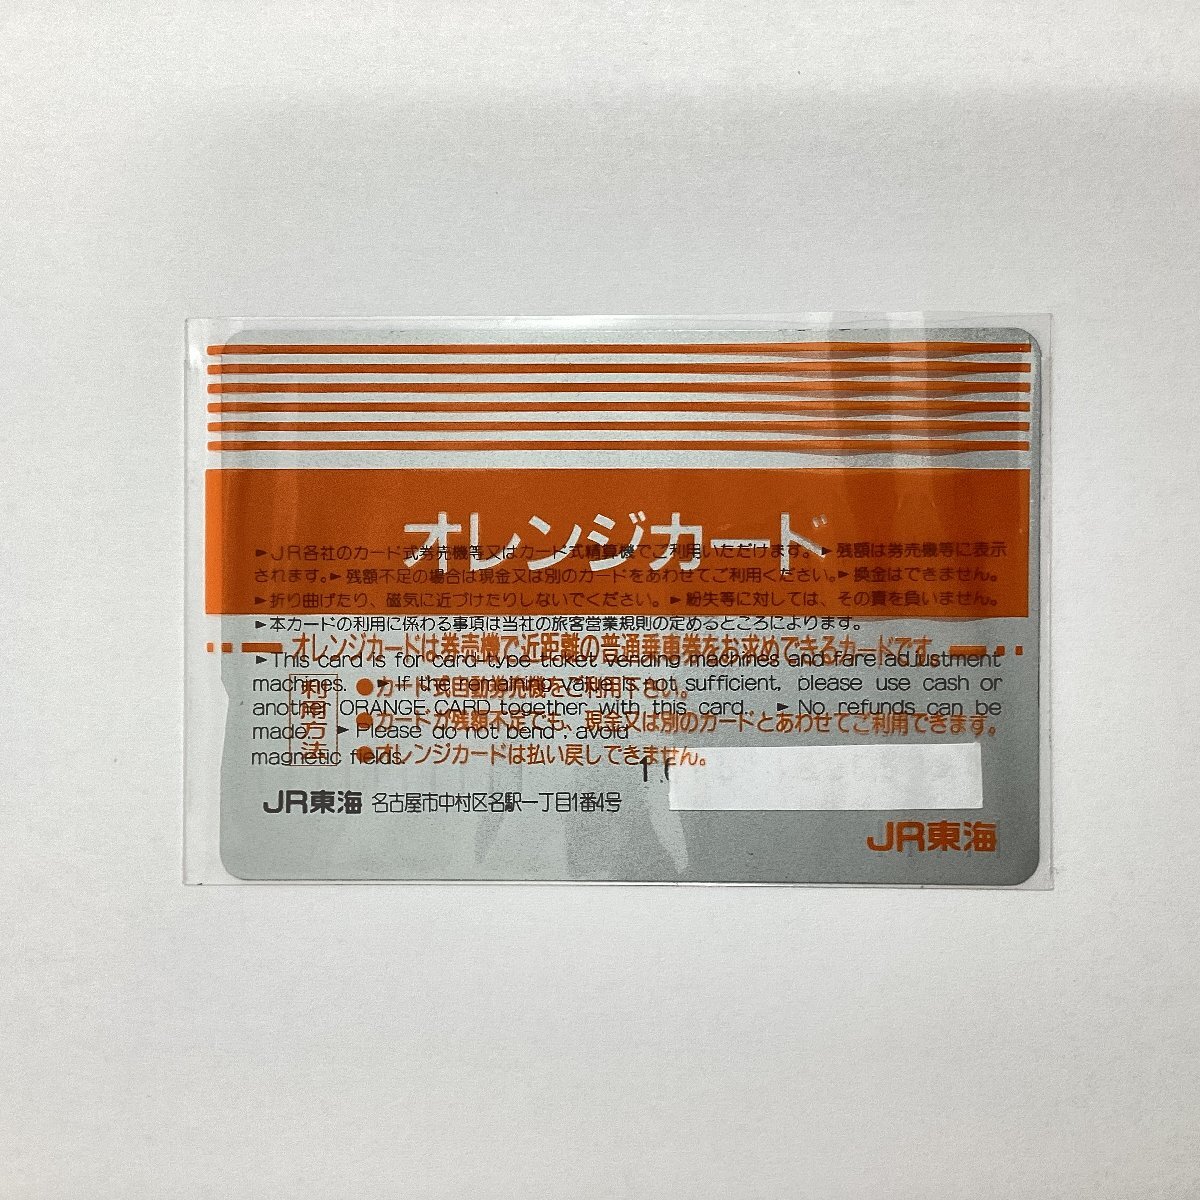 オレンジカード
►JR各社のカード式券売機等又はカード式精算機でご利用いただけます。►残額は券売機等に表示
されます。►残額不足の場合は現金又は別のカードをあわせてご利用ください。►換金はできません。
►折り曲げたり、磁気に近づけたりしないでください。►紛失等に対しては、その責を負いません。
►本カードの利用に係わる事項は当社の旅客営業規則の定めるところによります。
オレンジカードは券売機で近距離の普通乗車券をお求めできるカードです。
►This card is for card-type ticket vending machines and fare adjustment
machines. ►If the remaining value is not sufficient, please use cash or
another ORANGE CARD together with this card. ►No refunds can be
made. ►Please do not bend, avoid
magnetic fields.
利用方法
●カード式自動券売機をご利用下さい。
●カードが残額不足でも、現金又は別のカードとあわせてご利用できます。
●オレンジカードは払い戻しできません。
JR東海 名古屋市中村区名駅一丁目1番4号
JR東海